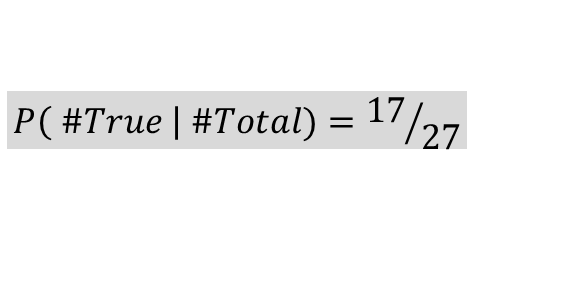 P( #True | #Total) = 17/27